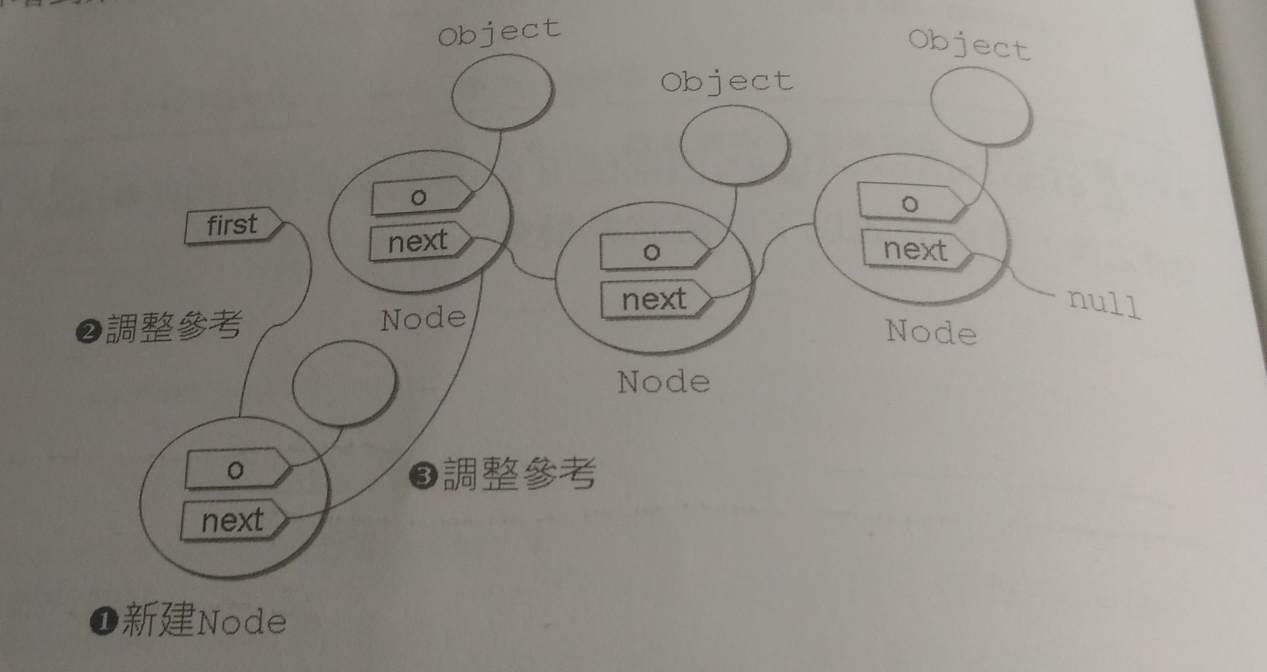 Object
Object
Object
o
next
Node
first
o
next
Node
o
next
Node
null
❷調整參考
o
next
❸調整參考
❶新建Node